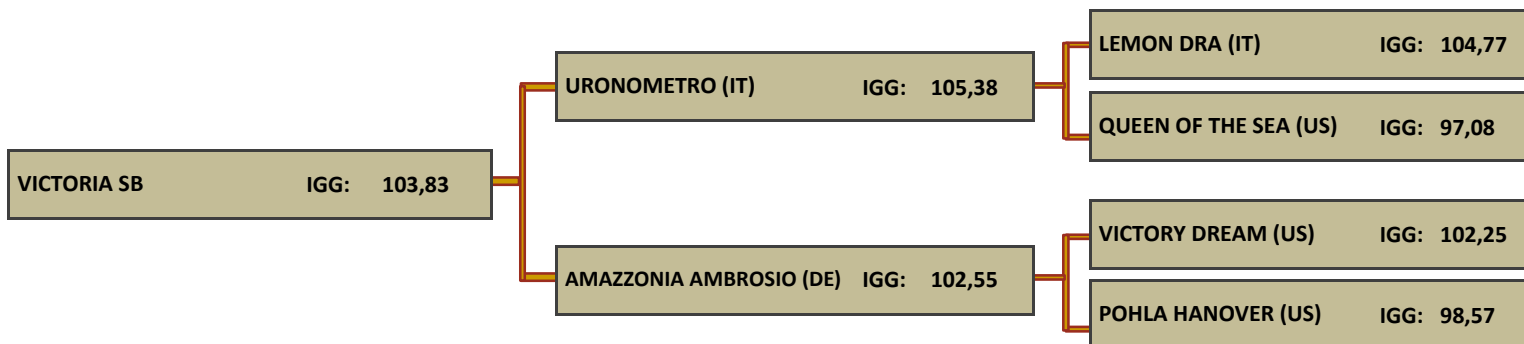 LEMON DRA (IT) IGG: 104,77
URONOMETRO (IT) IGG: 105,38
QUEEN OF THE SEA (US) IGG: 97,08
VICTORIA SB IGG: 103,83
VICTORY DREAM (US) IGG: 102,25
AMAZZONIA AMBROSIO (DE) IGG: 102,55
POHLA HANOVER (US) IGG: 98,57